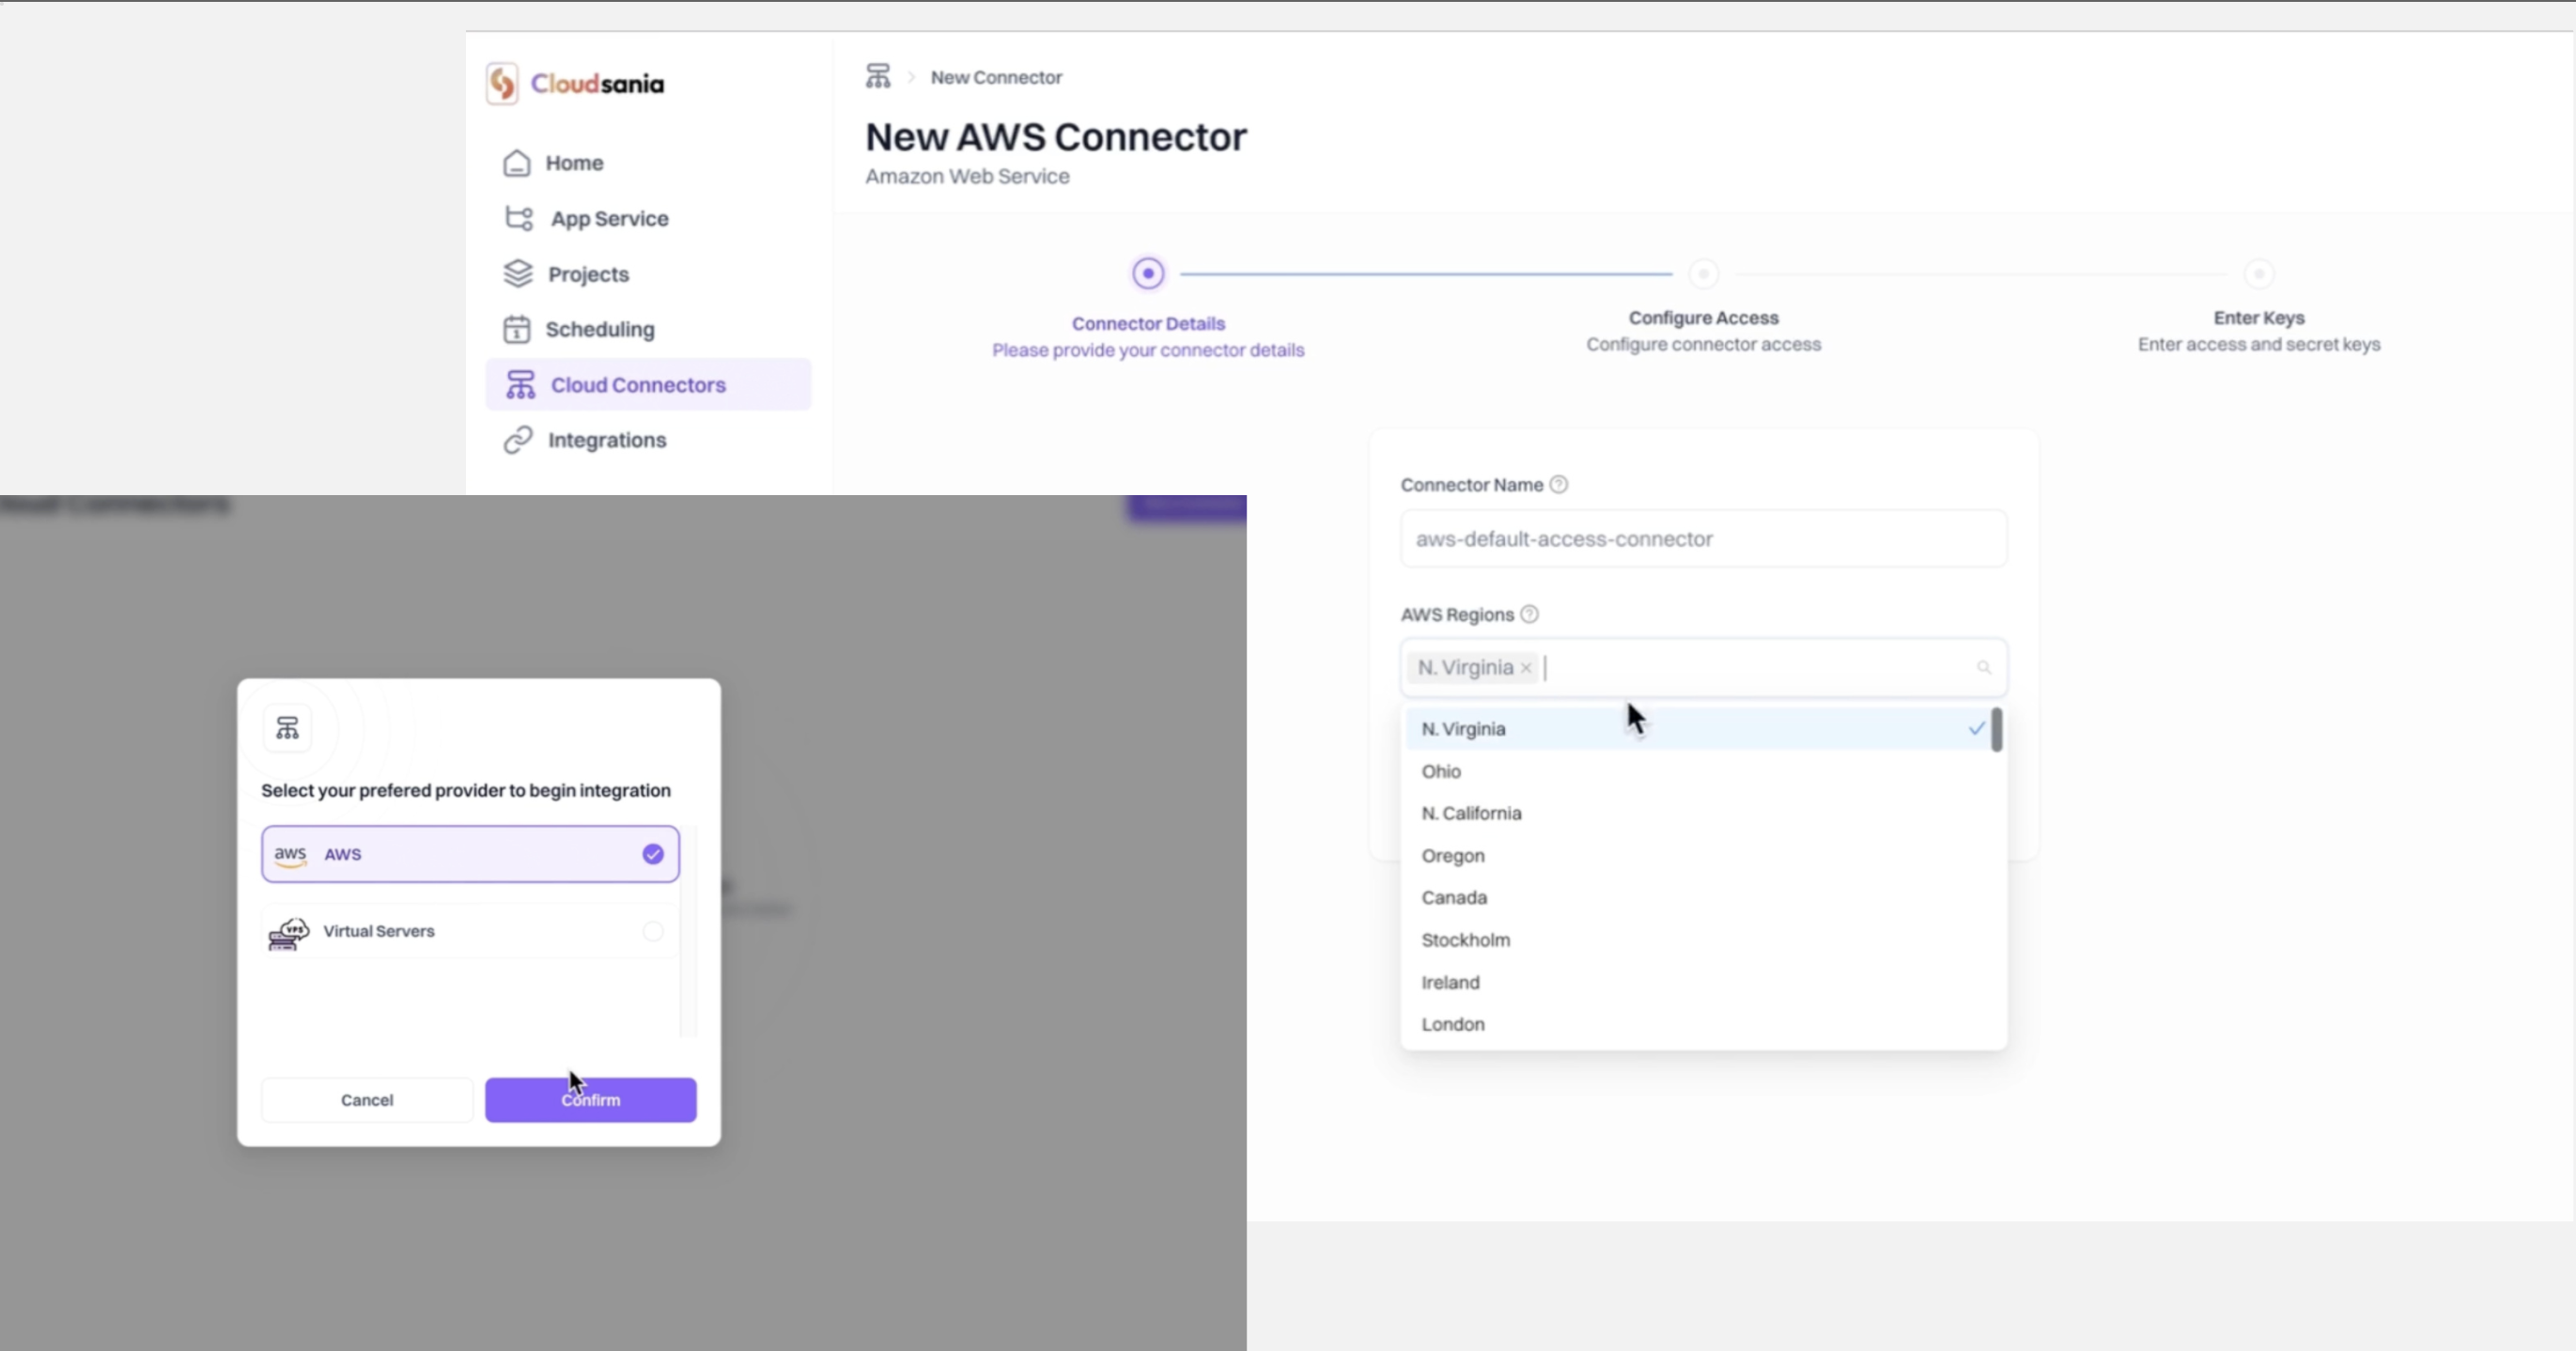 Cloudsania
Home
App Service
Projects
Scheduling
Cloud Connectors
Integrations
New Connector
New AWS Connector
Amazon Web Service
Connector Details
Please provide your connector details
Configure Access
Configure connector access
Enter Keys
Enter access and secret keys
Connector Name
aws-default-access-connector
AWS Regions
N. Virginia
N. Virginia
Ohio
N. California
Oregon
Canada
Stockholm
Ireland
London
Cloud Connectors
Select your prefered provider to begin integration
aws AWS
VPS Virtual Servers
Cancel
Confirm